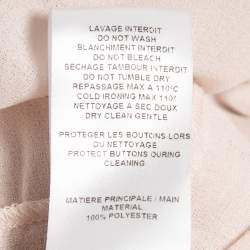 LAVAGE INTERDIT
DO NOT WASH
BLANCHIMENT INTERDIT
DO NOT BLEACH
SECHAGE TAMBOUR INTERDIT
DO NOT TUMBLE DRY
REPASSAGE MAX A 110°C
COLD IRONING MAX 110°
NETTOYAGE A SEC DOUX
DRY CLEAN GENTLE
PROTEGER LES BOUTONS LORS
DU NETTOYAGE
PROTECT BUTTONS DURING
CLEANING
MATIERE PRINCIPALE / MAIN
MATERIAL
100% POLYESTER